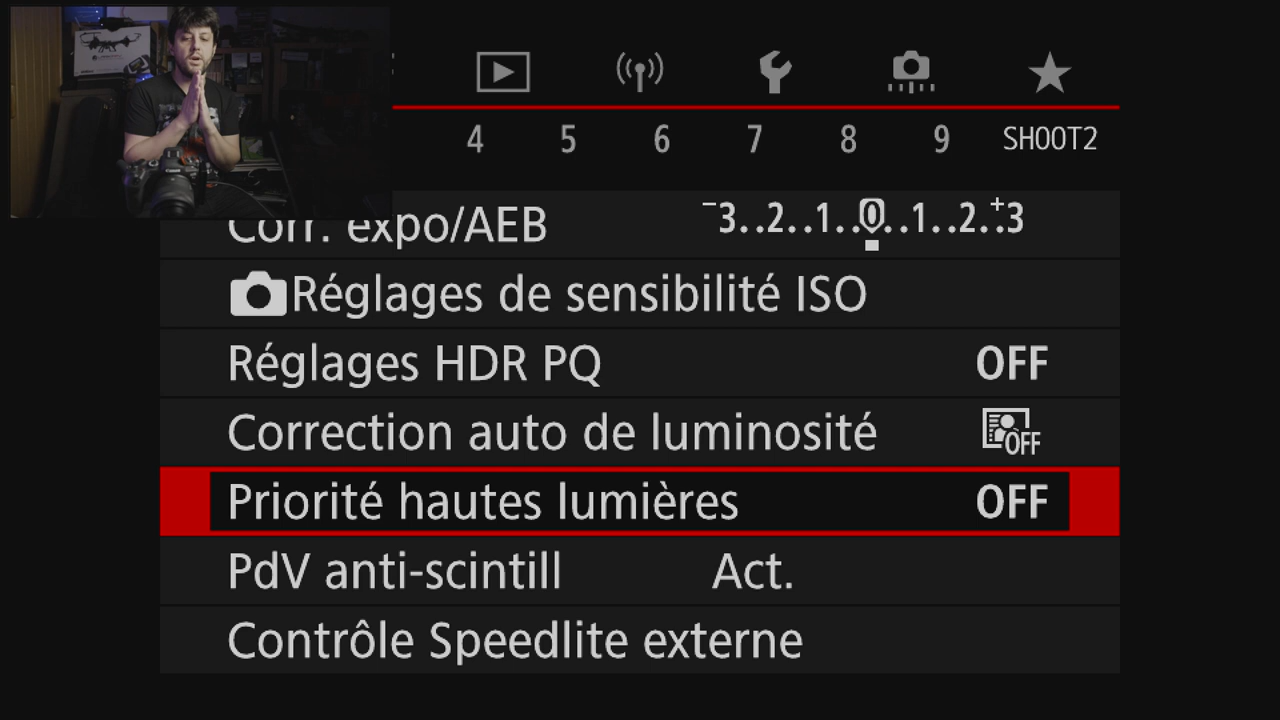 4 5 6 7 8 9 SHOOT2
Corr. expo/AEB -3..2..1..0..1..2..+3
Réglages de sensibilité ISO
Réglages HDR PQ OFF
Correction auto de luminosité OFF
Priorité hautes lumières OFF
PdV anti-scintill Act.
Contrôle Speedlite externe